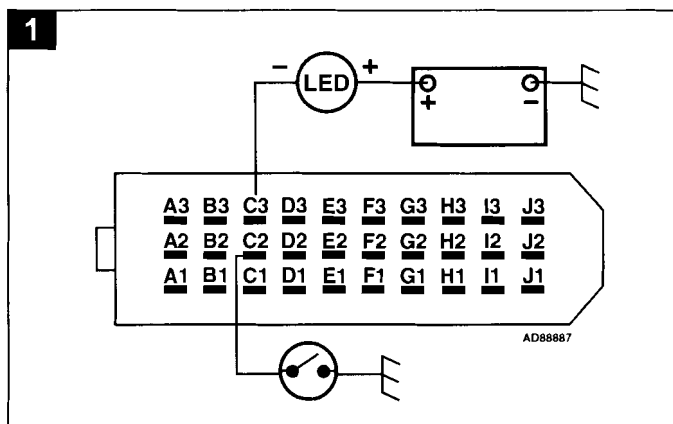 1
− LED +
+ −
A3 B3 C3 D3 E3 F3 G3 H3 I3 J3
A2 B2 C2 D2 E2 F2 G2 H2 I2 J2
A1 B1 C1 D1 E1 F1 G1 H1 I1 J1
AD88887